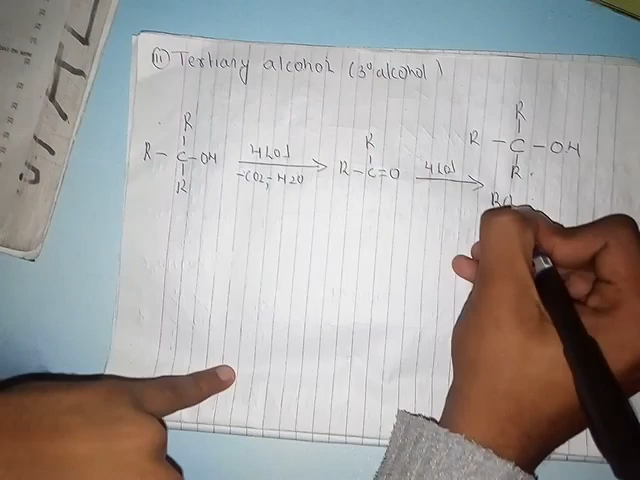 (ii) Tertiary alcohol (3° alcohol)
R R R
R - C - OH 4[O] R - C = O 4[O] R - C - OH
-CO2, - H2O
R R